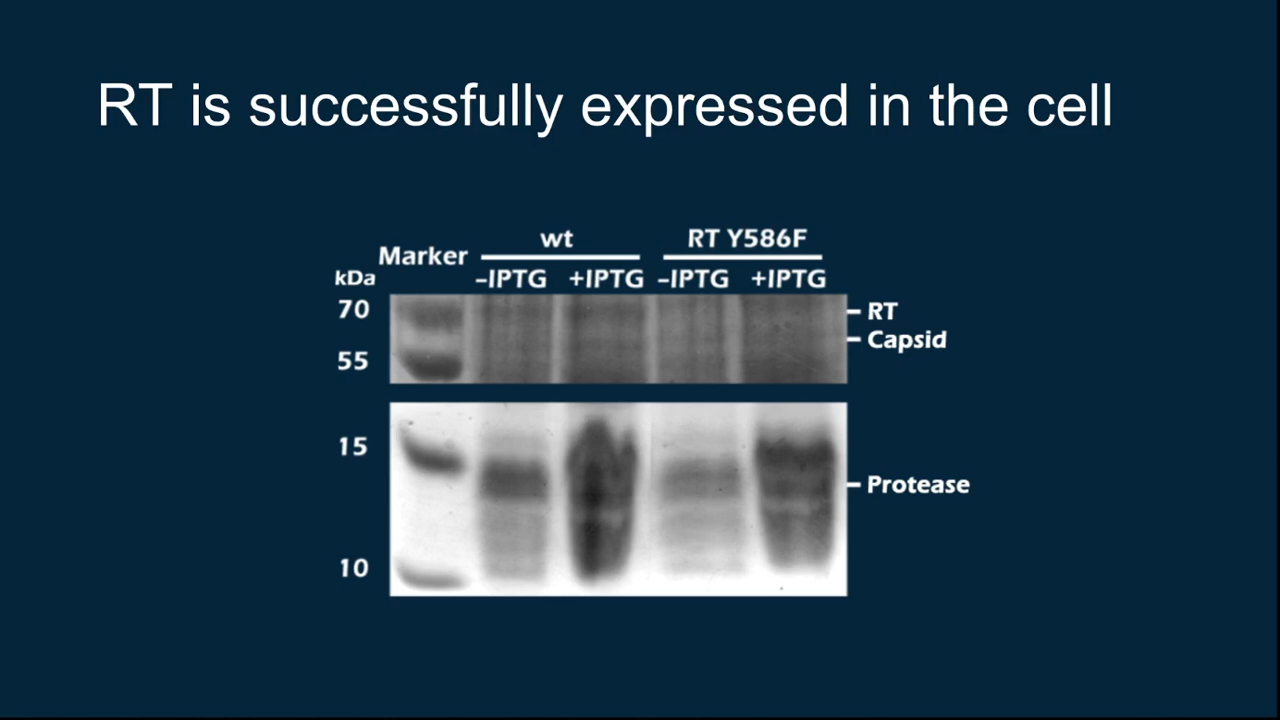 RT is successfully expressed in the cell
wt RT Y586F
Marker
kDa –IPTG +IPTG –IPTG +IPTG
70 RT
Capsid
55
15
Protease
10